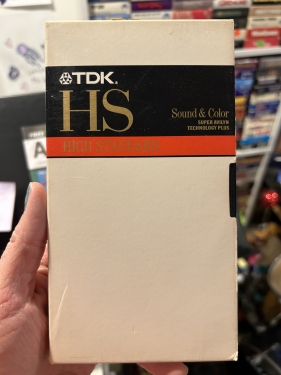 TDK.
HS
Sound & Color
SUPER AVILYN
TECHNOLOGY PLUS
HIGH STANDARD